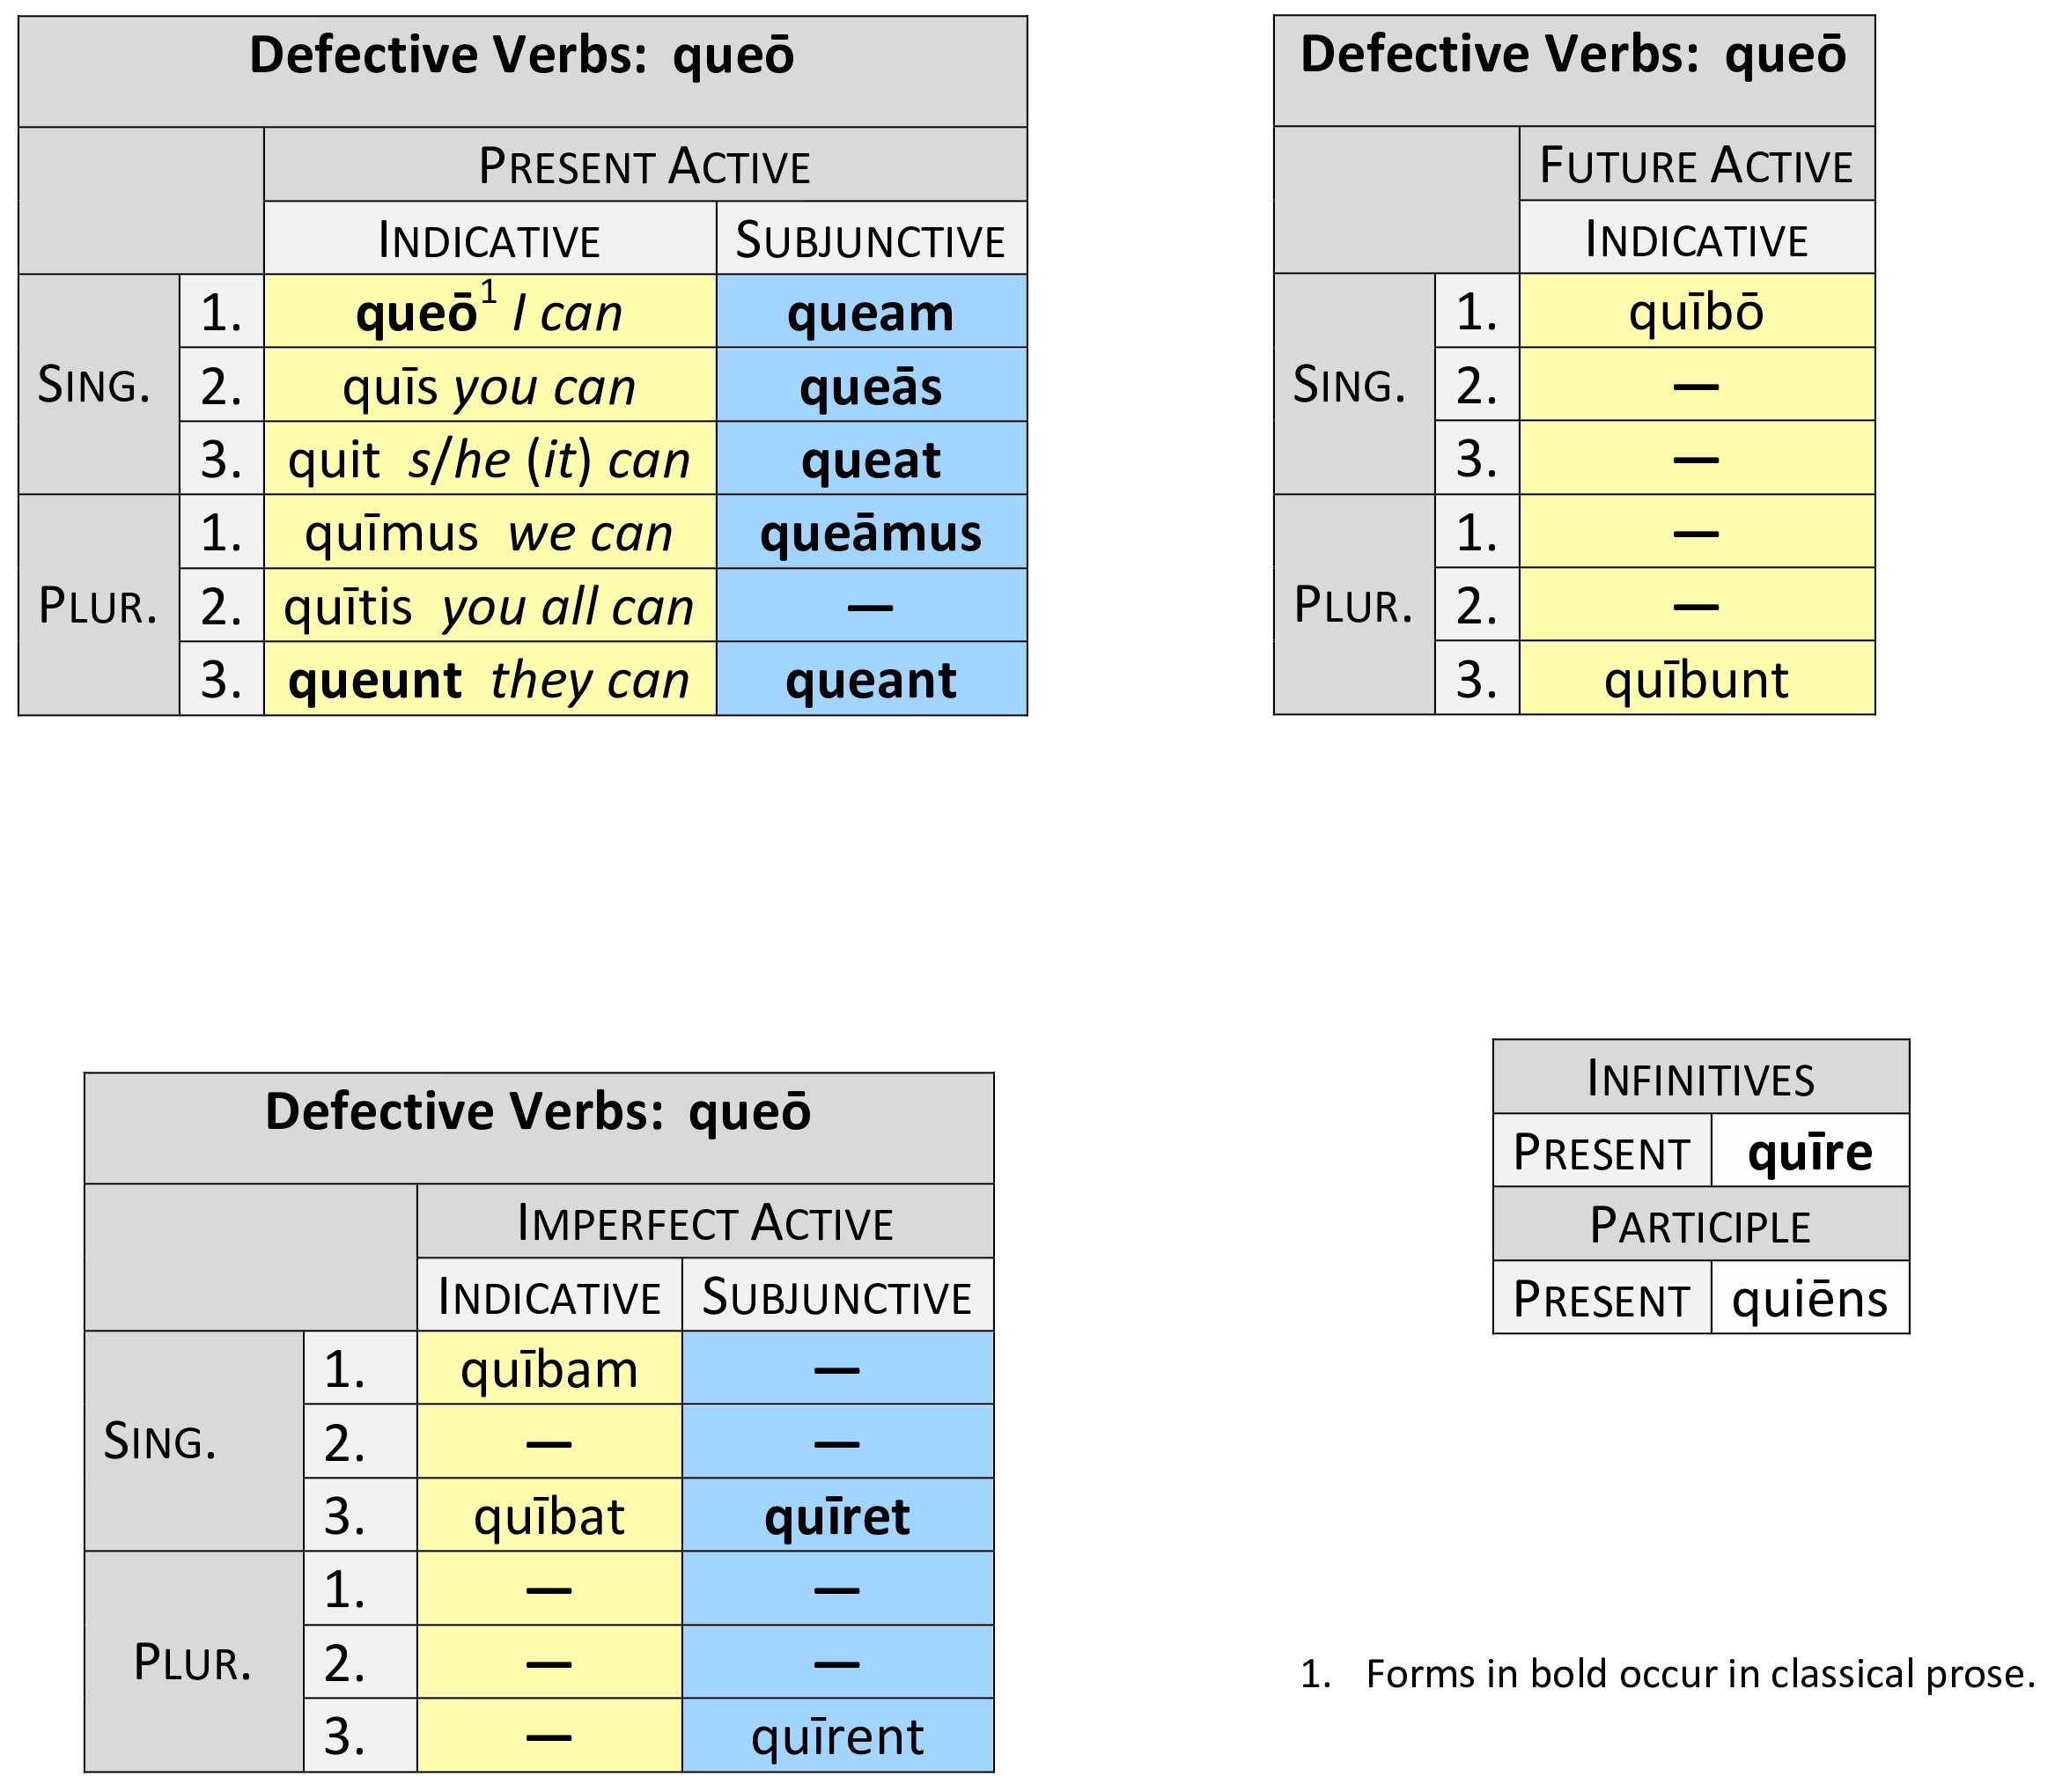 Defective Verbs: queō
PRESENT ACTIVE
INDICATIVE SUBJUNCTIVE
SING. 1. queō¹ I can queam
2. quīs you can queās
3. quit s/he (it) can queat
PLUR. 1. quīmus we can queāmus
2. quītis you all can —
3. queunt they can queant
Defective Verbs: queō
FUTURE ACTIVE
INDICATIVE
SING. 1. quībō
2. —
3. —
PLUR. 1. —
2. —
3. quībunt
Defective Verbs: queō
IMPERFECT ACTIVE
INDICATIVE SUBJUNCTIVE
SING. 1. quībam —
2. — —
3. quībat quīret
PLUR. 1. — —
2. — —
3. — quīrent
INFINITIVES
PRESENT quīre
PARTICIPLE
PRESENT quiēns
1. Forms in bold occur in classical prose.